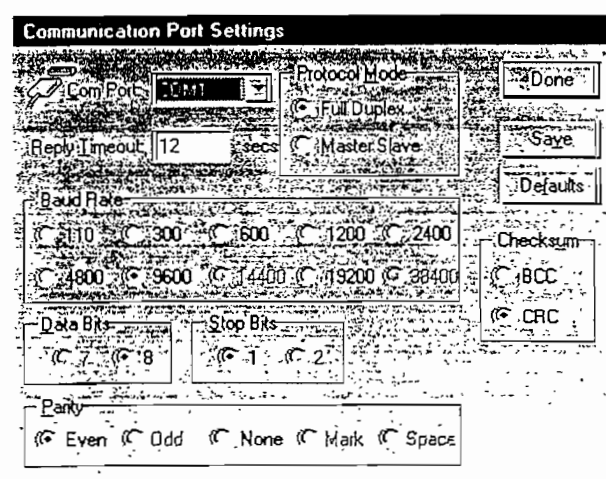 Communication Port Settings
Com Port: COM1
Reply Timeout: 12 secs
Protocol Mode
Full Duplex
Master Slave
Done
Save
Defaults
Baud Rate
110 300 600 1200 2400
4800 9600 14400 19200 38400
Checksum
BCC
CRC
Data Bits
7 8
Stop Bits
1 2
Parity
Even Odd None Mark Space